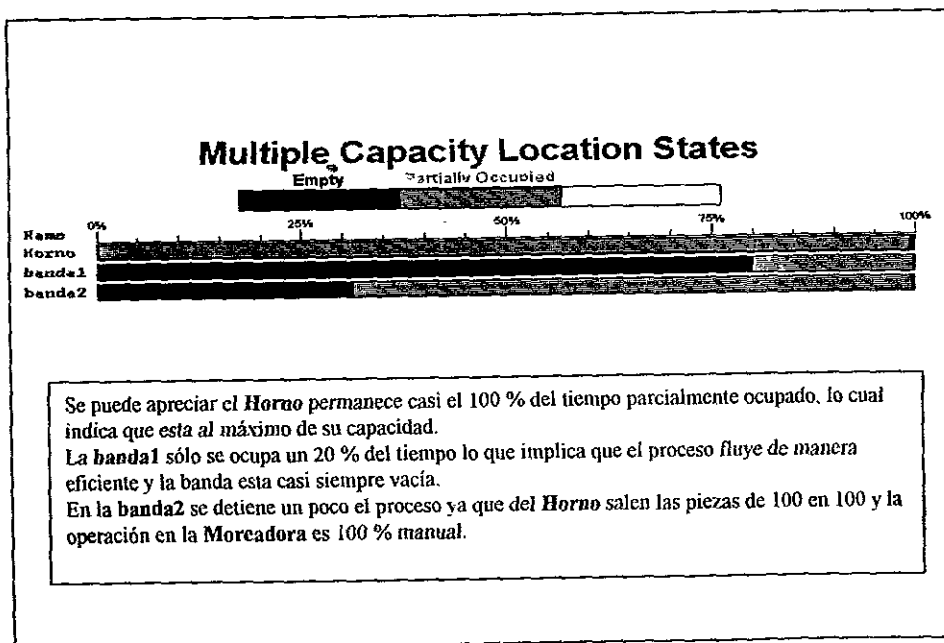 Multiple Capacity Location States
Empty Partially Occupied
0% 25% 50% 75% 100%
Name
Horno
banda1
banda2
Se puede apreciar el Horno permanece casi el 100 % del tiempo parcialmente ocupado, lo cual
indica que esta al máximo de su capacidad.
La banda1 sólo se ocupa un 20 % del tiempo lo que implica que el proceso fluye de manera
eficiente y la banda esta casi siempre vacía.
En la banda2 se detiene un poco el proceso ya que del Horno salen las piezas de 100 en 100 y la
operación en la Morcadora es 100 % manual.